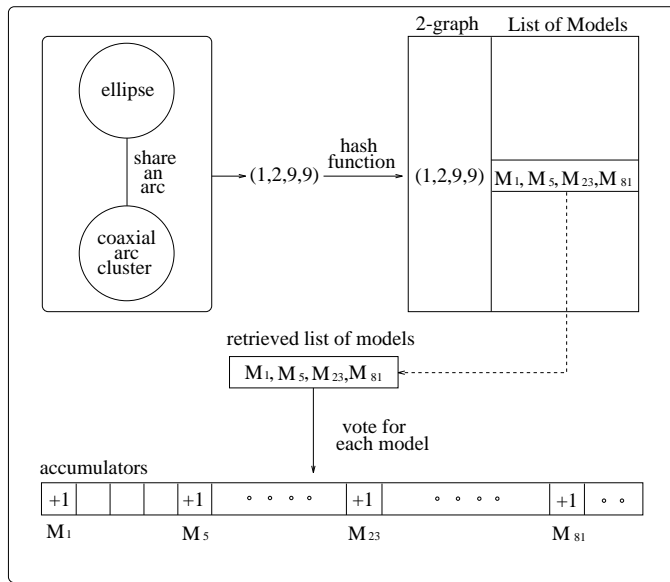 2-graph List of Models
ellipse
share
an
arc
coaxial
arc
cluster
(1,2,9,9)
hash
function
(1,2,9,9)
M1, M5, M23, M81
retrieved list of models
M1, M5, M23, M81
vote for
each model
accumulators
+1 +1 +1 +1
M1 M5 M23 M81